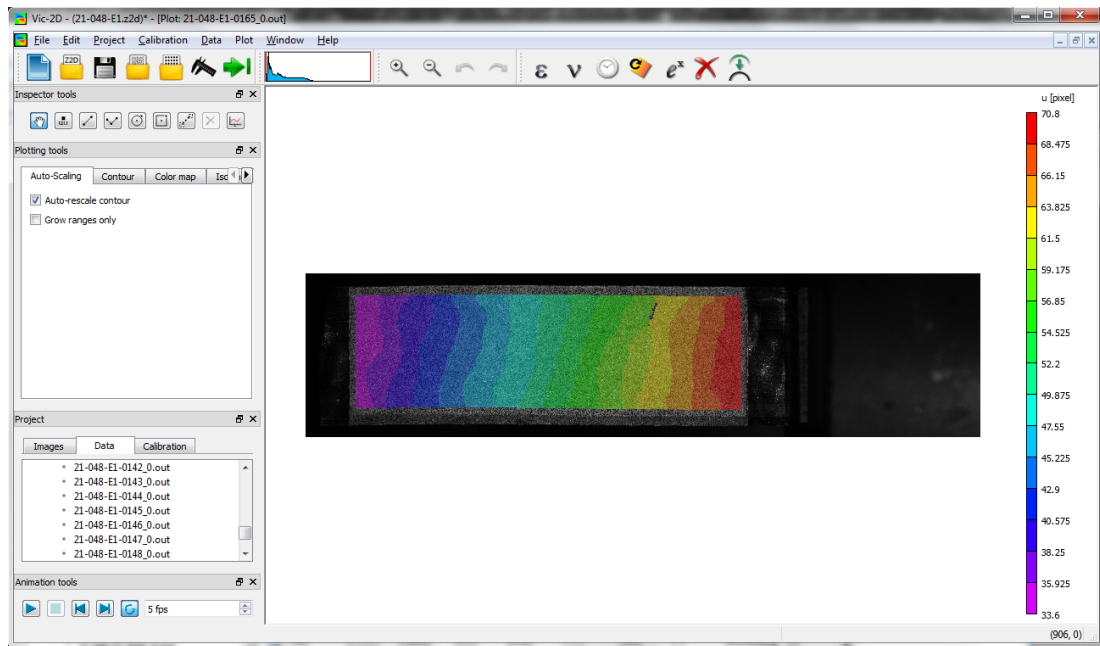 Vic-2D - (21-048-E1.z2d)* - [Plot: 21-048-E1-0165_0.out]
File Edit Project Calibration Data Plot Window Help
Z2D
Inspector tools
Plotting tools
Auto-Scaling Contour Color map
Auto-rescale contour
Grow ranges only
Project
Images Data Calibration
21-048-E1-0142_0.out
21-048-E1-0143_0.out
21-048-E1-0144_0.out
21-048-E1-0145_0.out
21-048-E1-0146_0.out
21-048-E1-0147_0.out
21-048-E1-0148_0.out
Animation tools
5 fps
ε ν C eˣ
u [pixel]
70.8
68.475
66.15
63.825
61.5
59.175
56.85
54.525
52.2
49.875
47.55
45.225
42.9
40.575
38.25
35.925
33.6
(906, 0)